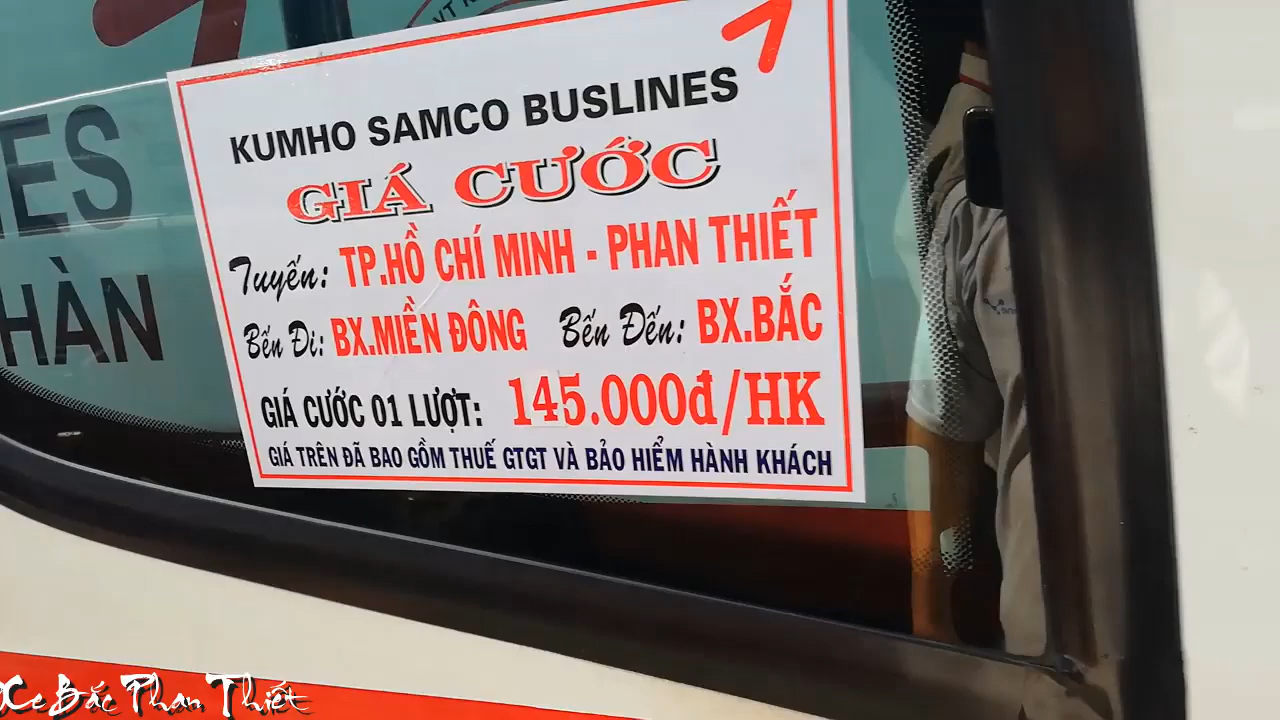 KUMHO SAMCO BUSLINES
GIÁ CƯỚC
Tuyến: TP.HỒ CHÍ MINH - PHAN THIẾT
Bến Đi: BX.MIỀN ĐÔNG Bến Đến: BX.BẮC
GIÁ CƯỚC 01 LƯỢT: 145.000đ/HK
GIÁ TRÊN ĐÃ BAO GỒM THUẾ GTGT VÀ BẢO HIỂM HÀNH KHÁCH
ES
HÀN
Xe Bắc Phan Thiết